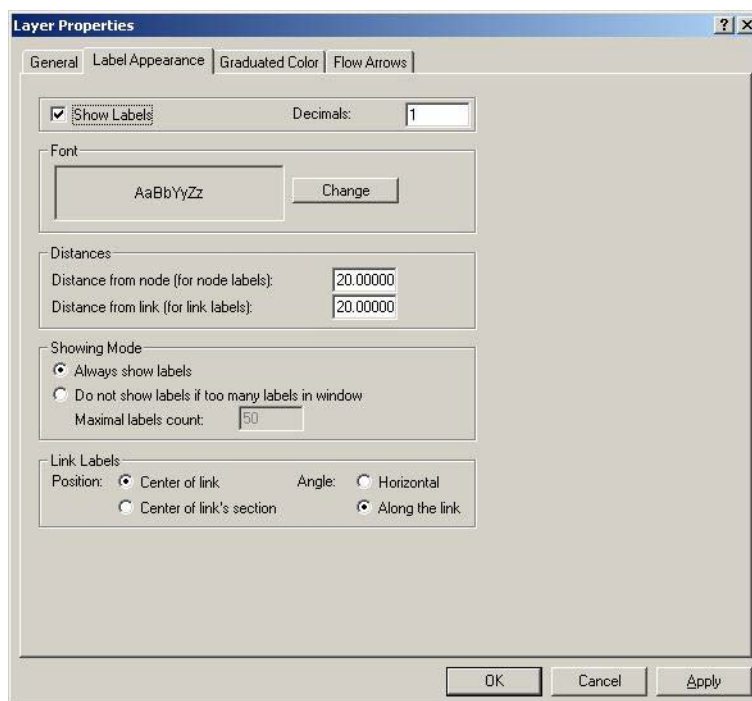 Layer Properties
General Label Appearance Graduated Color Flow Arrows
Show Labels Decimals: 1
Font
AaBbYyZz Change
Distances
Distance from node (for node labels): 20.00000
Distance from link (for link labels): 20.00000
Showing Mode
Always show labels
Do not show labels if too many labels in window
Maximal labels count: 50
Link Labels
Position: Center of link Angle: Horizontal
Center of link's section Along the link
OK Cancel Apply